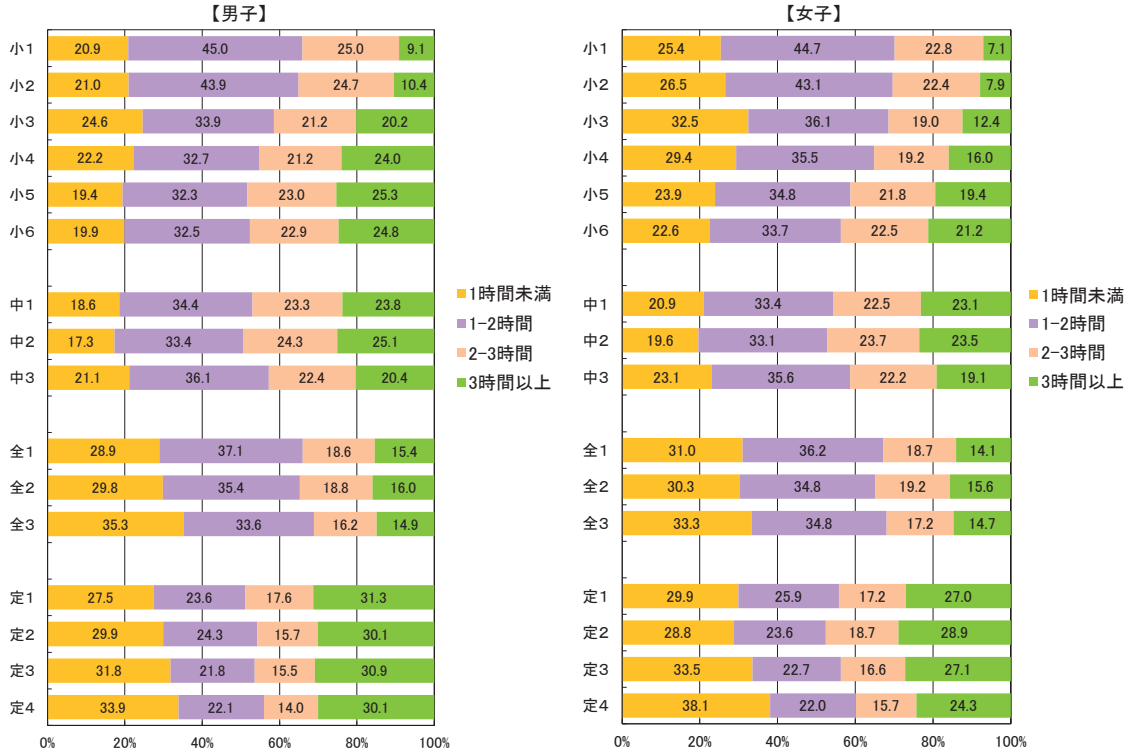 【男子】
小1 20.9 45.0 25.0 9.1
小2 21.0 43.9 24.7 10.4
小3 24.6 33.9 21.2 20.2
小4 22.2 32.7 21.2 24.0
小5 19.4 32.3 23.0 25.3
小6 19.9 32.5 22.9 24.8
中1 18.6 34.4 23.3 23.8
中2 17.3 33.4 24.3 25.1
中3 21.1 36.1 22.4 20.4
全1 28.9 37.1 18.6 15.4
全2 29.8 35.4 18.8 16.0
全3 35.3 33.6 16.2 14.9
定1 27.5 23.6 17.6 31.3
定2 29.9 24.3 15.7 30.1
定3 31.8 21.8 15.5 30.9
定4 33.9 22.1 14.0 30.1
0% 20% 40% 60% 80% 100%
1時間未満
1-2時間
2-3時間
3時間以上
【女子】
小1 25.4 44.7 22.8 7.1
小2 26.5 43.1 22.4 7.9
小3 32.5 36.1 19.0 12.4
小4 29.4 35.5 19.2 16.0
小5 23.9 34.8 21.8 19.4
小6 22.6 33.7 22.5 21.2
中1 20.9 33.4 22.5 23.1
中2 19.6 33.1 23.7 23.5
中3 23.1 35.6 22.2 19.1
全1 31.0 36.2 18.7 14.1
全2 30.3 34.8 19.2 15.6
全3 33.3 34.8 17.2 14.7
定1 29.9 25.9 17.2 27.0
定2 28.8 23.6 18.7 28.9
定3 33.5 22.7 16.6 27.1
定4 38.1 22.0 15.7 24.3
0% 20% 40% 60% 80% 100%
1時間未満
1-2時間
2-3時間
3時間以上